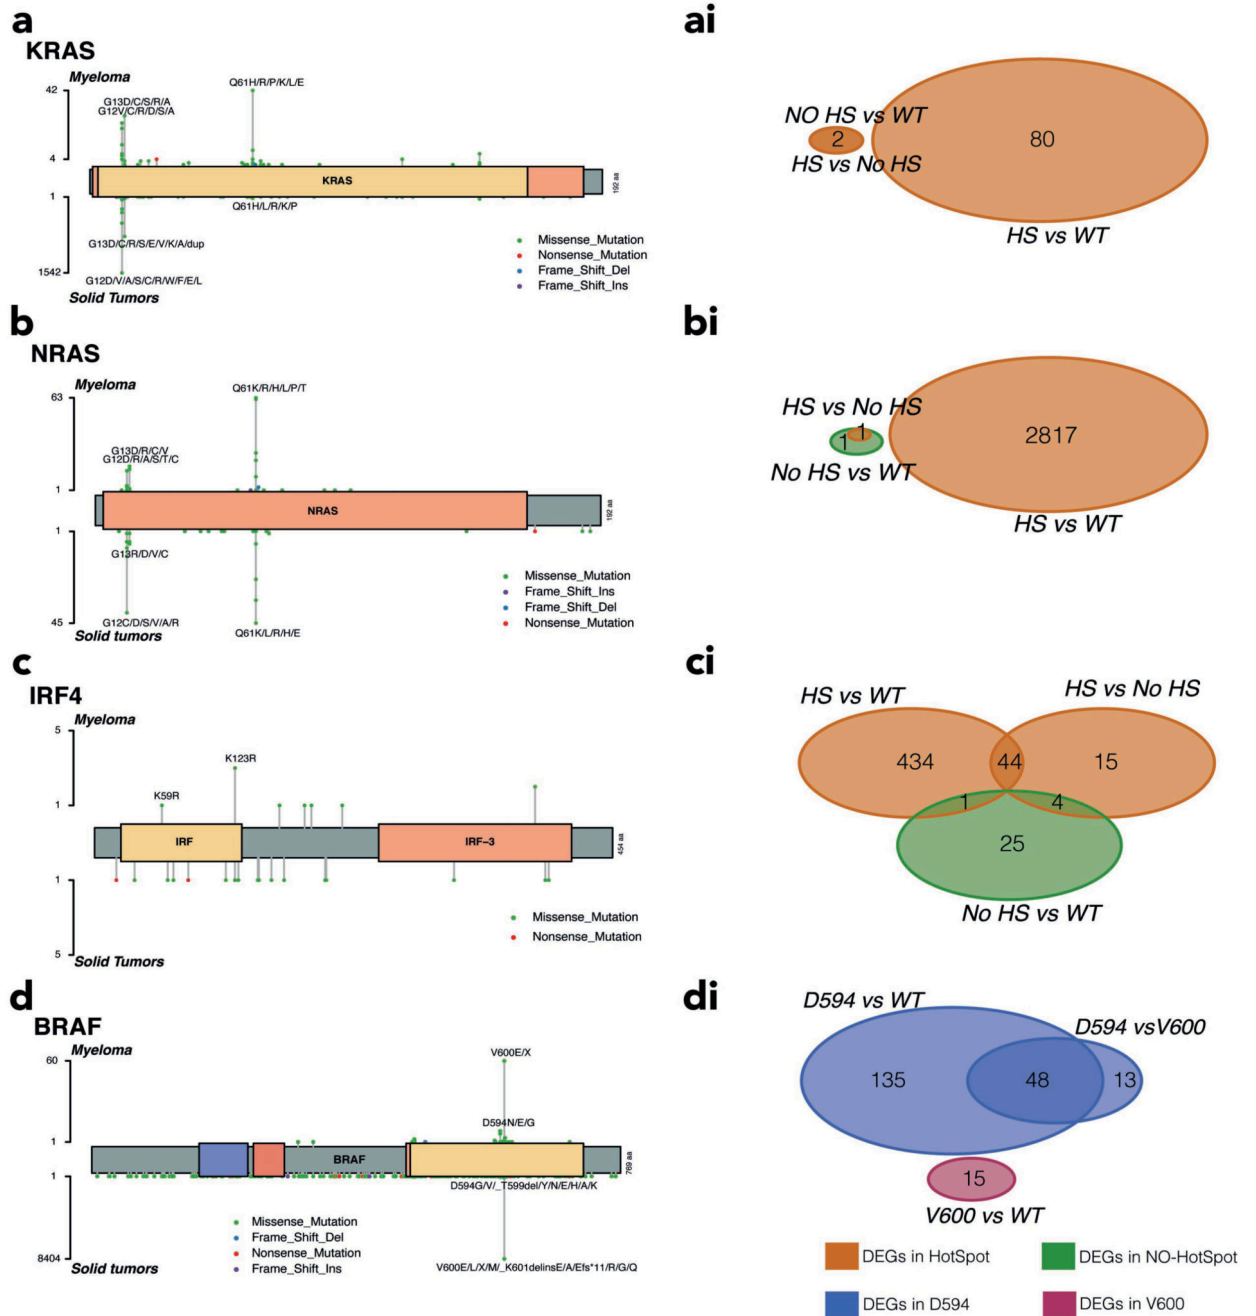 a
KRAS
Myeloma
42
G13D/C/S/R/A
G12V/C/R/D/S/A
Q61H/R/P/K/L/E
4
KRAS
192 aa
1
Q61H/L/R/K/P
G13D/C/R/S/E/V/K/A/dup
1542
G12D/V/A/S/C/R/W/F/E/L
Solid Tumors
Missense_Mutation
Nonsense_Mutation
Frame_Shift_Del
Frame_Shift_Ins
ai
NO HS vs WT
2
HS vs No HS
80
HS vs WT
b
NRAS
Myeloma
63
Q61K/R/H/L/P/T
G13D/R/C/V
G12D/R/A/S/T/C
1
NRAS
192 aa
1
G13R/D/V/C
G12C/D/S/V/A/R
45
Solid tumors
Q61K/L/R/H/E
Missense_Mutation
Frame_Shift_Ins
Frame_Shift_Del
Nonsense_Mutation
bi
HS vs No HS
1
1
No HS vs WT
2817
HS vs WT
c
IRF4
Myeloma
5
K123R
K59R
1
IRF
IRF-3
454 aa
1
5
Solid Tumors
Missense_Mutation
Nonsense_Mutation
ci
HS vs WT
HS vs No HS
434
44
15
1
4
25
No HS vs WT
d
BRAF
Myeloma
60
V600E/X
D594N/E/G
1
BRAF
769 aa
1
D594G/V/_T599del/Y/N/E/H/A/K
8404
Solid tumors
V600E/L/X/M/_K601delinsE/A/Efs*11/R/G/Q
Missense_Mutation
Frame_Shift_Del
Nonsense_Mutation
Frame_Shift_Ins
di
D594 vs WT
D594 vsV600
135
48
13
15
V600 vs WT
DEGs in HotSpot
DEGs in NO-HotSpot
DEGs in D594
DEGs in V600